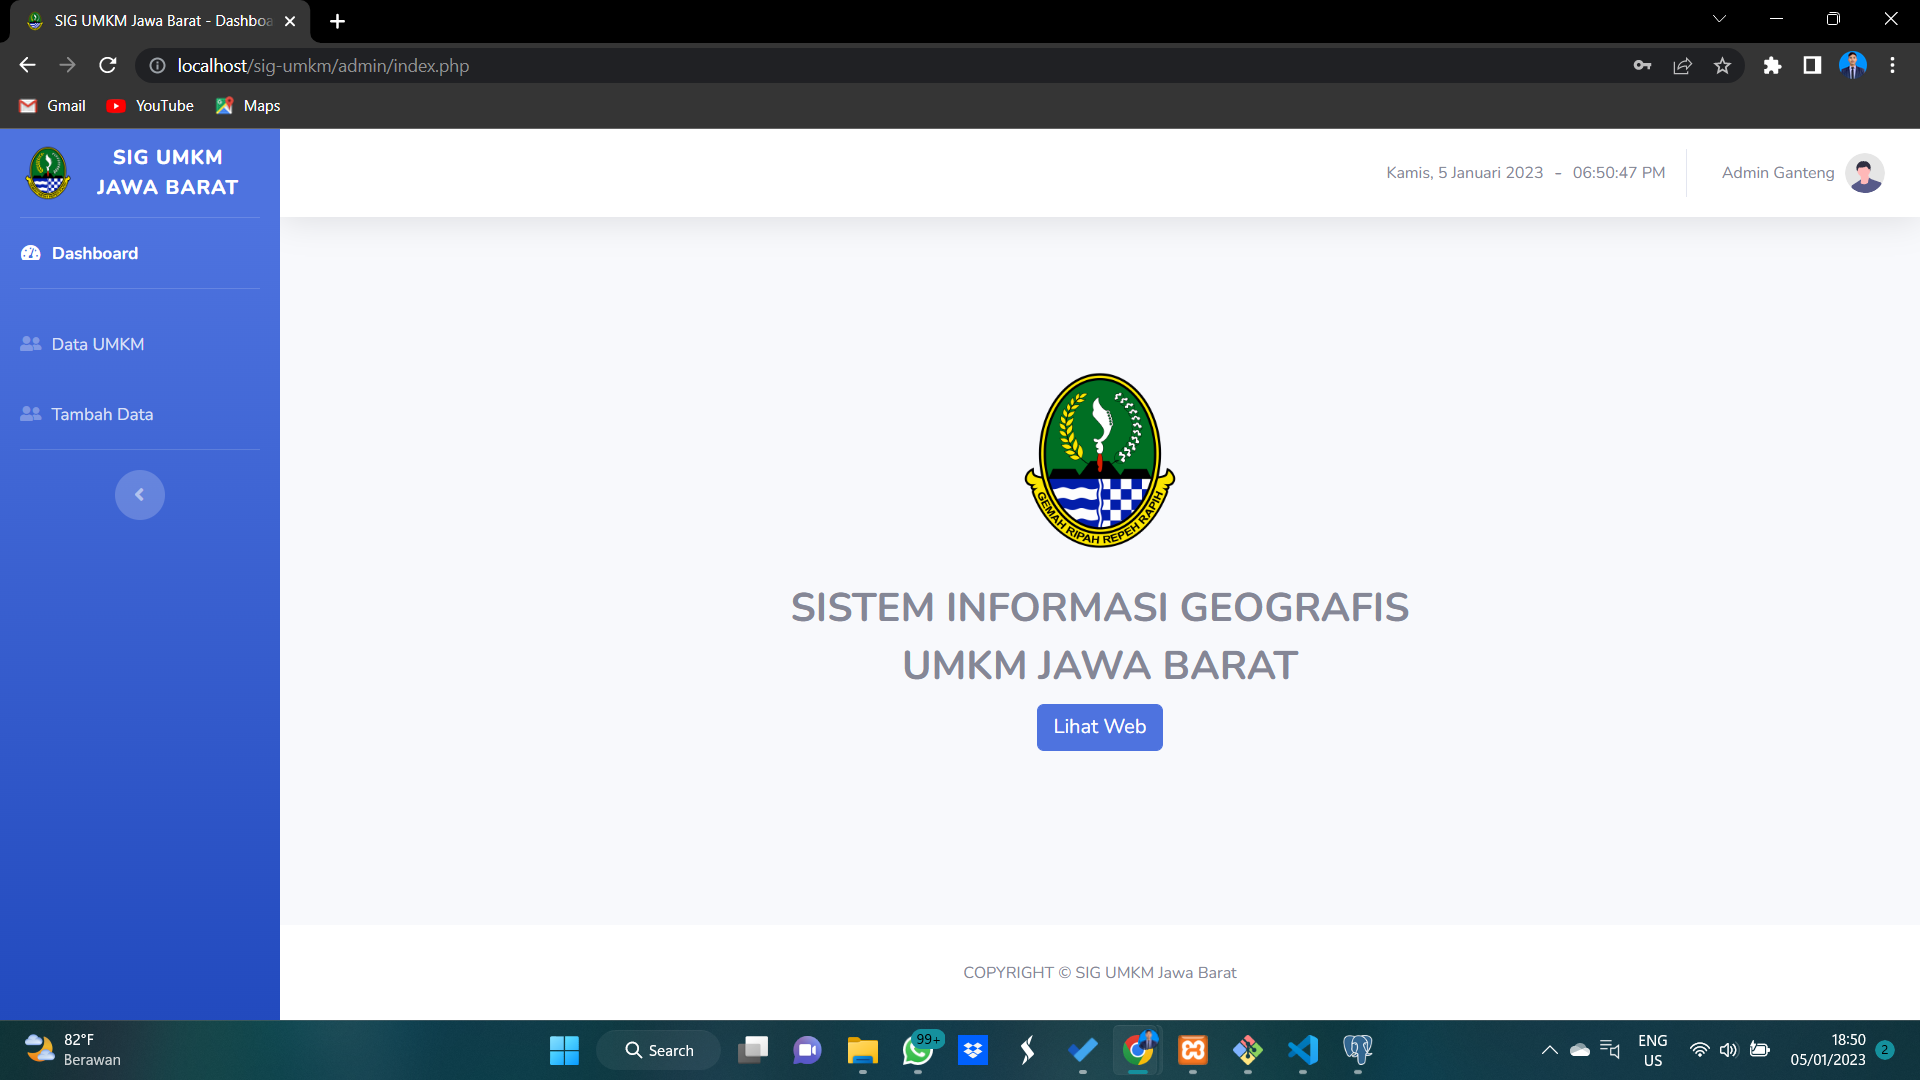 SIG UMKM Jawa Barat - Dashboa
localhost/sig-umkm/admin/index.php
Gmail
YouTube
Maps
SIG UMKM
JAWA BARAT
Kamis, 5 Januari 2023 - 06:50:47 PM
Admin Ganteng
Dashboard
Data UMKM
Tambah Data
GEMAH RIPAH REPEH RAPIH
SISTEM INFORMASI GEOGRAFIS
UMKM JAWA BARAT
Lihat Web
COPYRIGHT © SIG UMKM Jawa Barat
82°F
Berawan
Search
99+
ENG
US
18:50
05/01/2023
2